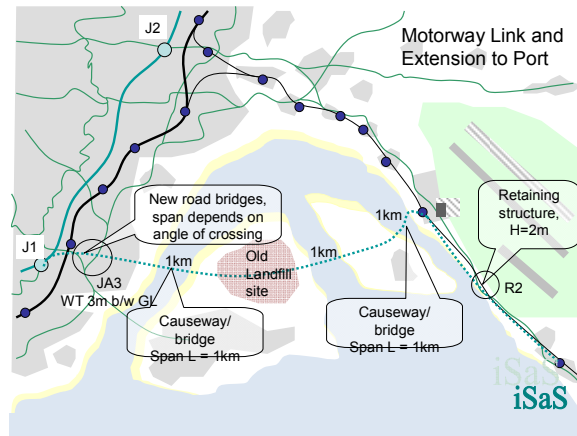 J2
Motorway Link and
Extension to Port
New road bridges,
span depends on
angle of crossing
Retaining
structure,
H=2m
J1
1km
1km
1km
Old
Landfill
site
JA3
WT 3m b/w GL
R2
Causeway/
bridge
Span L = 1km
Causeway/
bridge
Span L = 1km
iSaS
iSaS